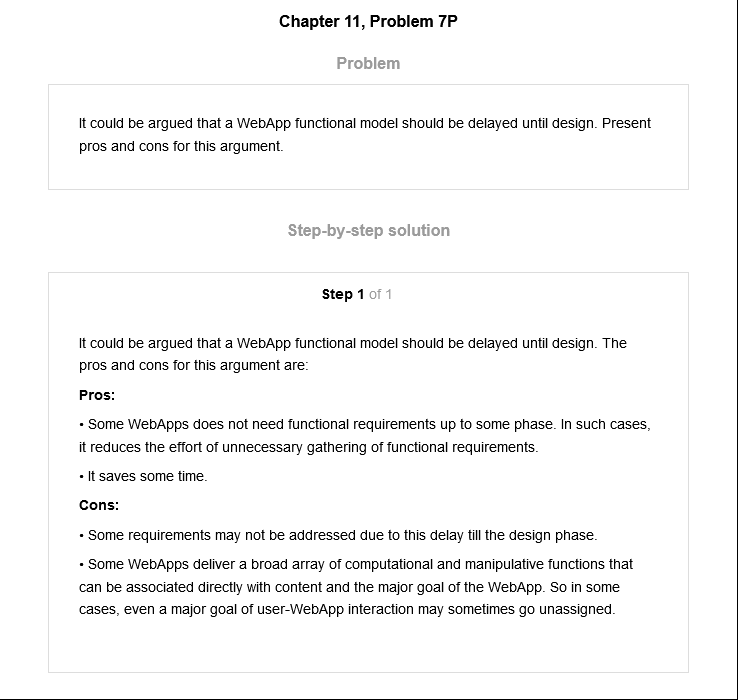 Chapter 11, Problem 7P
Problem
It could be argued that a WebApp functional model should be delayed until design. Present
pros and cons for this argument.
Step-by-step solution
Step 1 of 1
It could be argued that a WebApp functional model should be delayed until design. The
pros and cons for this argument are:
Pros:
• Some WebApps does not need functional requirements up to some phase. In such cases,
it reduces the effort of unnecessary gathering of functional requirements.
• It saves some time.
Cons:
• Some requirements may not be addressed due to this delay till the design phase.
• Some WebApps deliver a broad array of computational and manipulative functions that
can be associated directly with content and the major goal of the WebApp. So in some
cases, even a major goal of user-WebApp interaction may sometimes go unassigned.